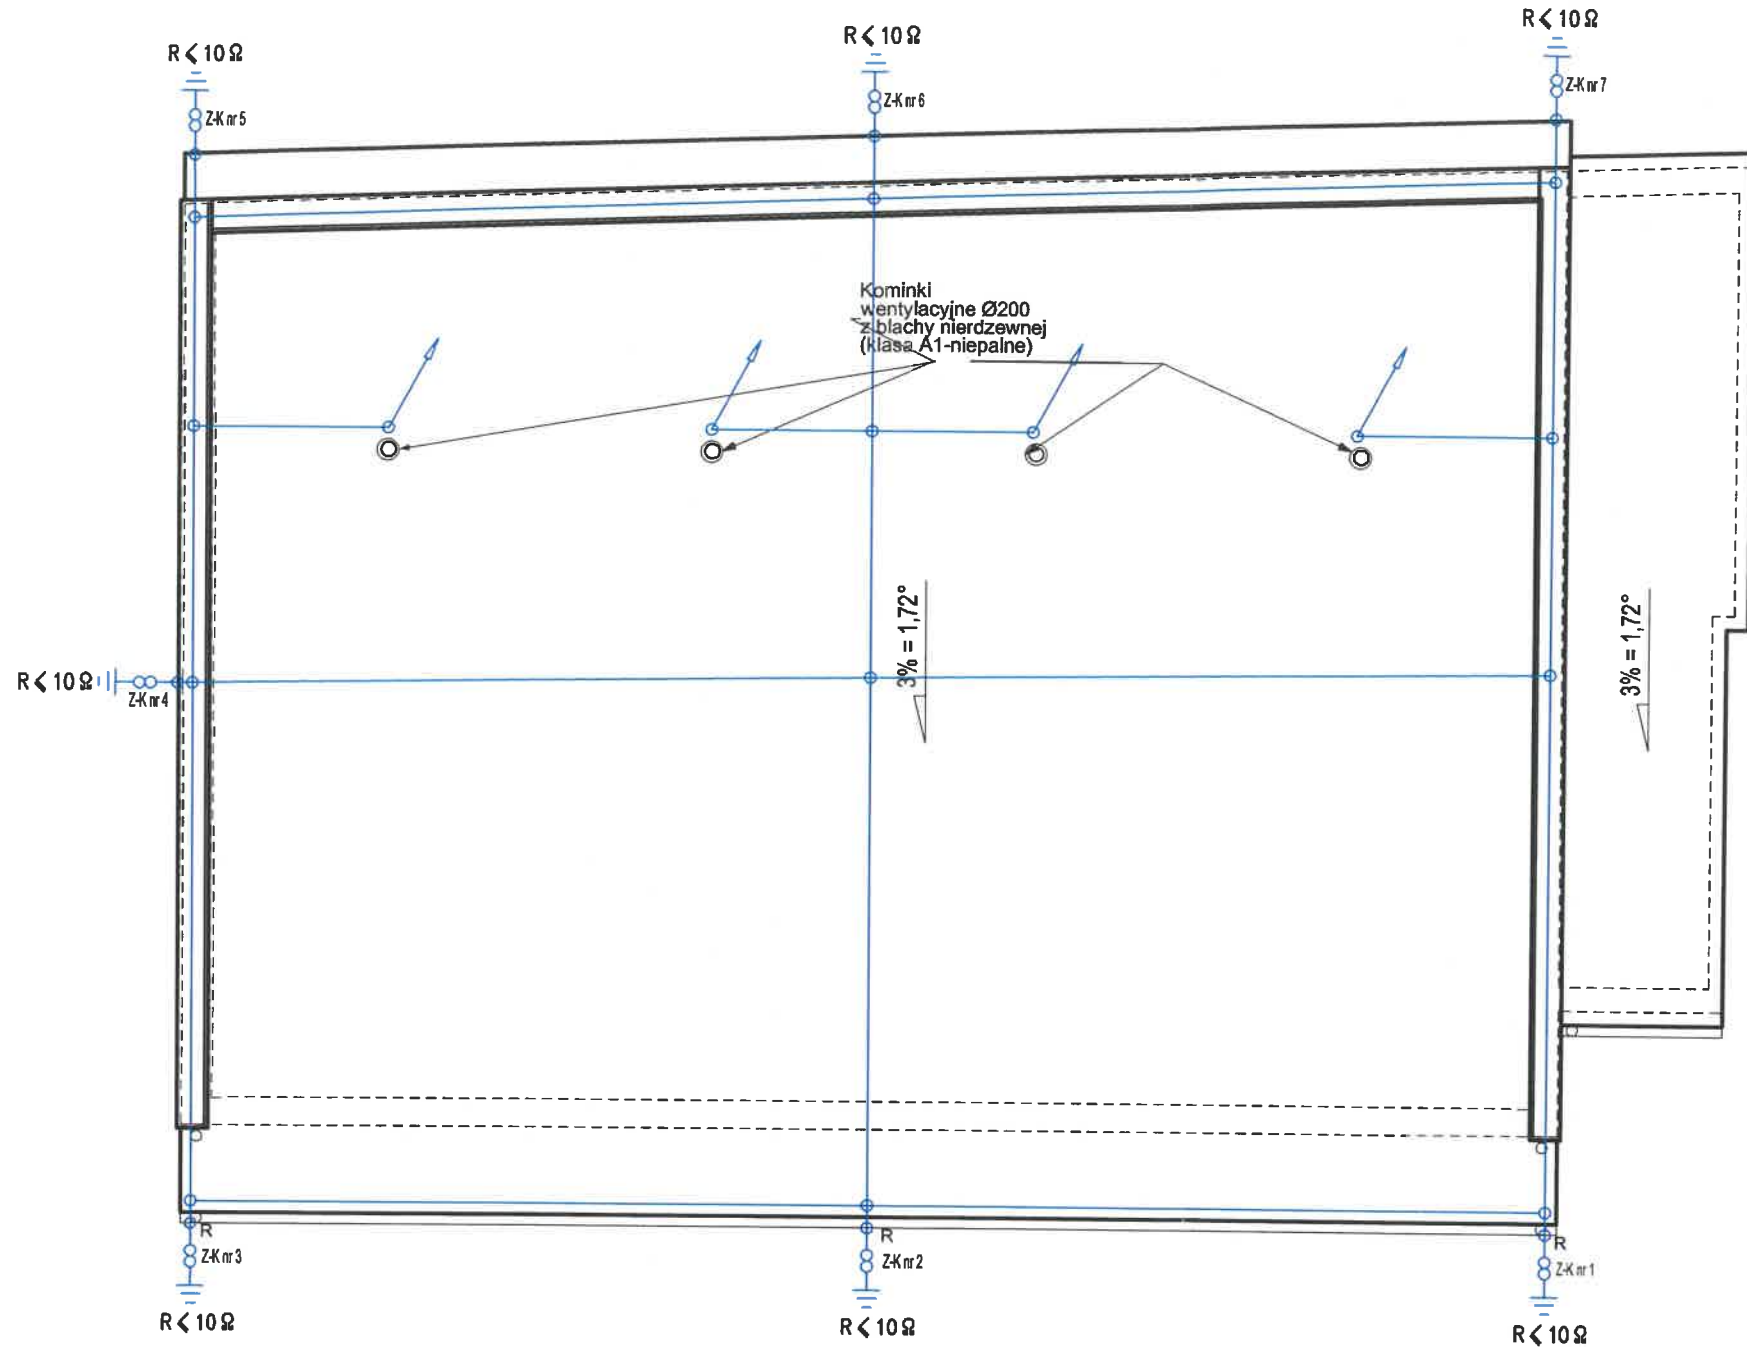 R < 10 Ω
R < 10 Ω
R < 10 Ω
Z-K nr 5
Z-K nr 6
Z-K nr 7
Kominki
wentylacyjne Ø200
z blachy nierdzewnej
(klasa A1-niepalne)
3% = 1,72°
3% = 1,72°
R < 10 Ω
Z-K nr 4
R
R
R
Z-K nr 3
Z-K nr 2
Z-K nr 1
R < 10 Ω
R < 10 Ω
R < 10 Ω